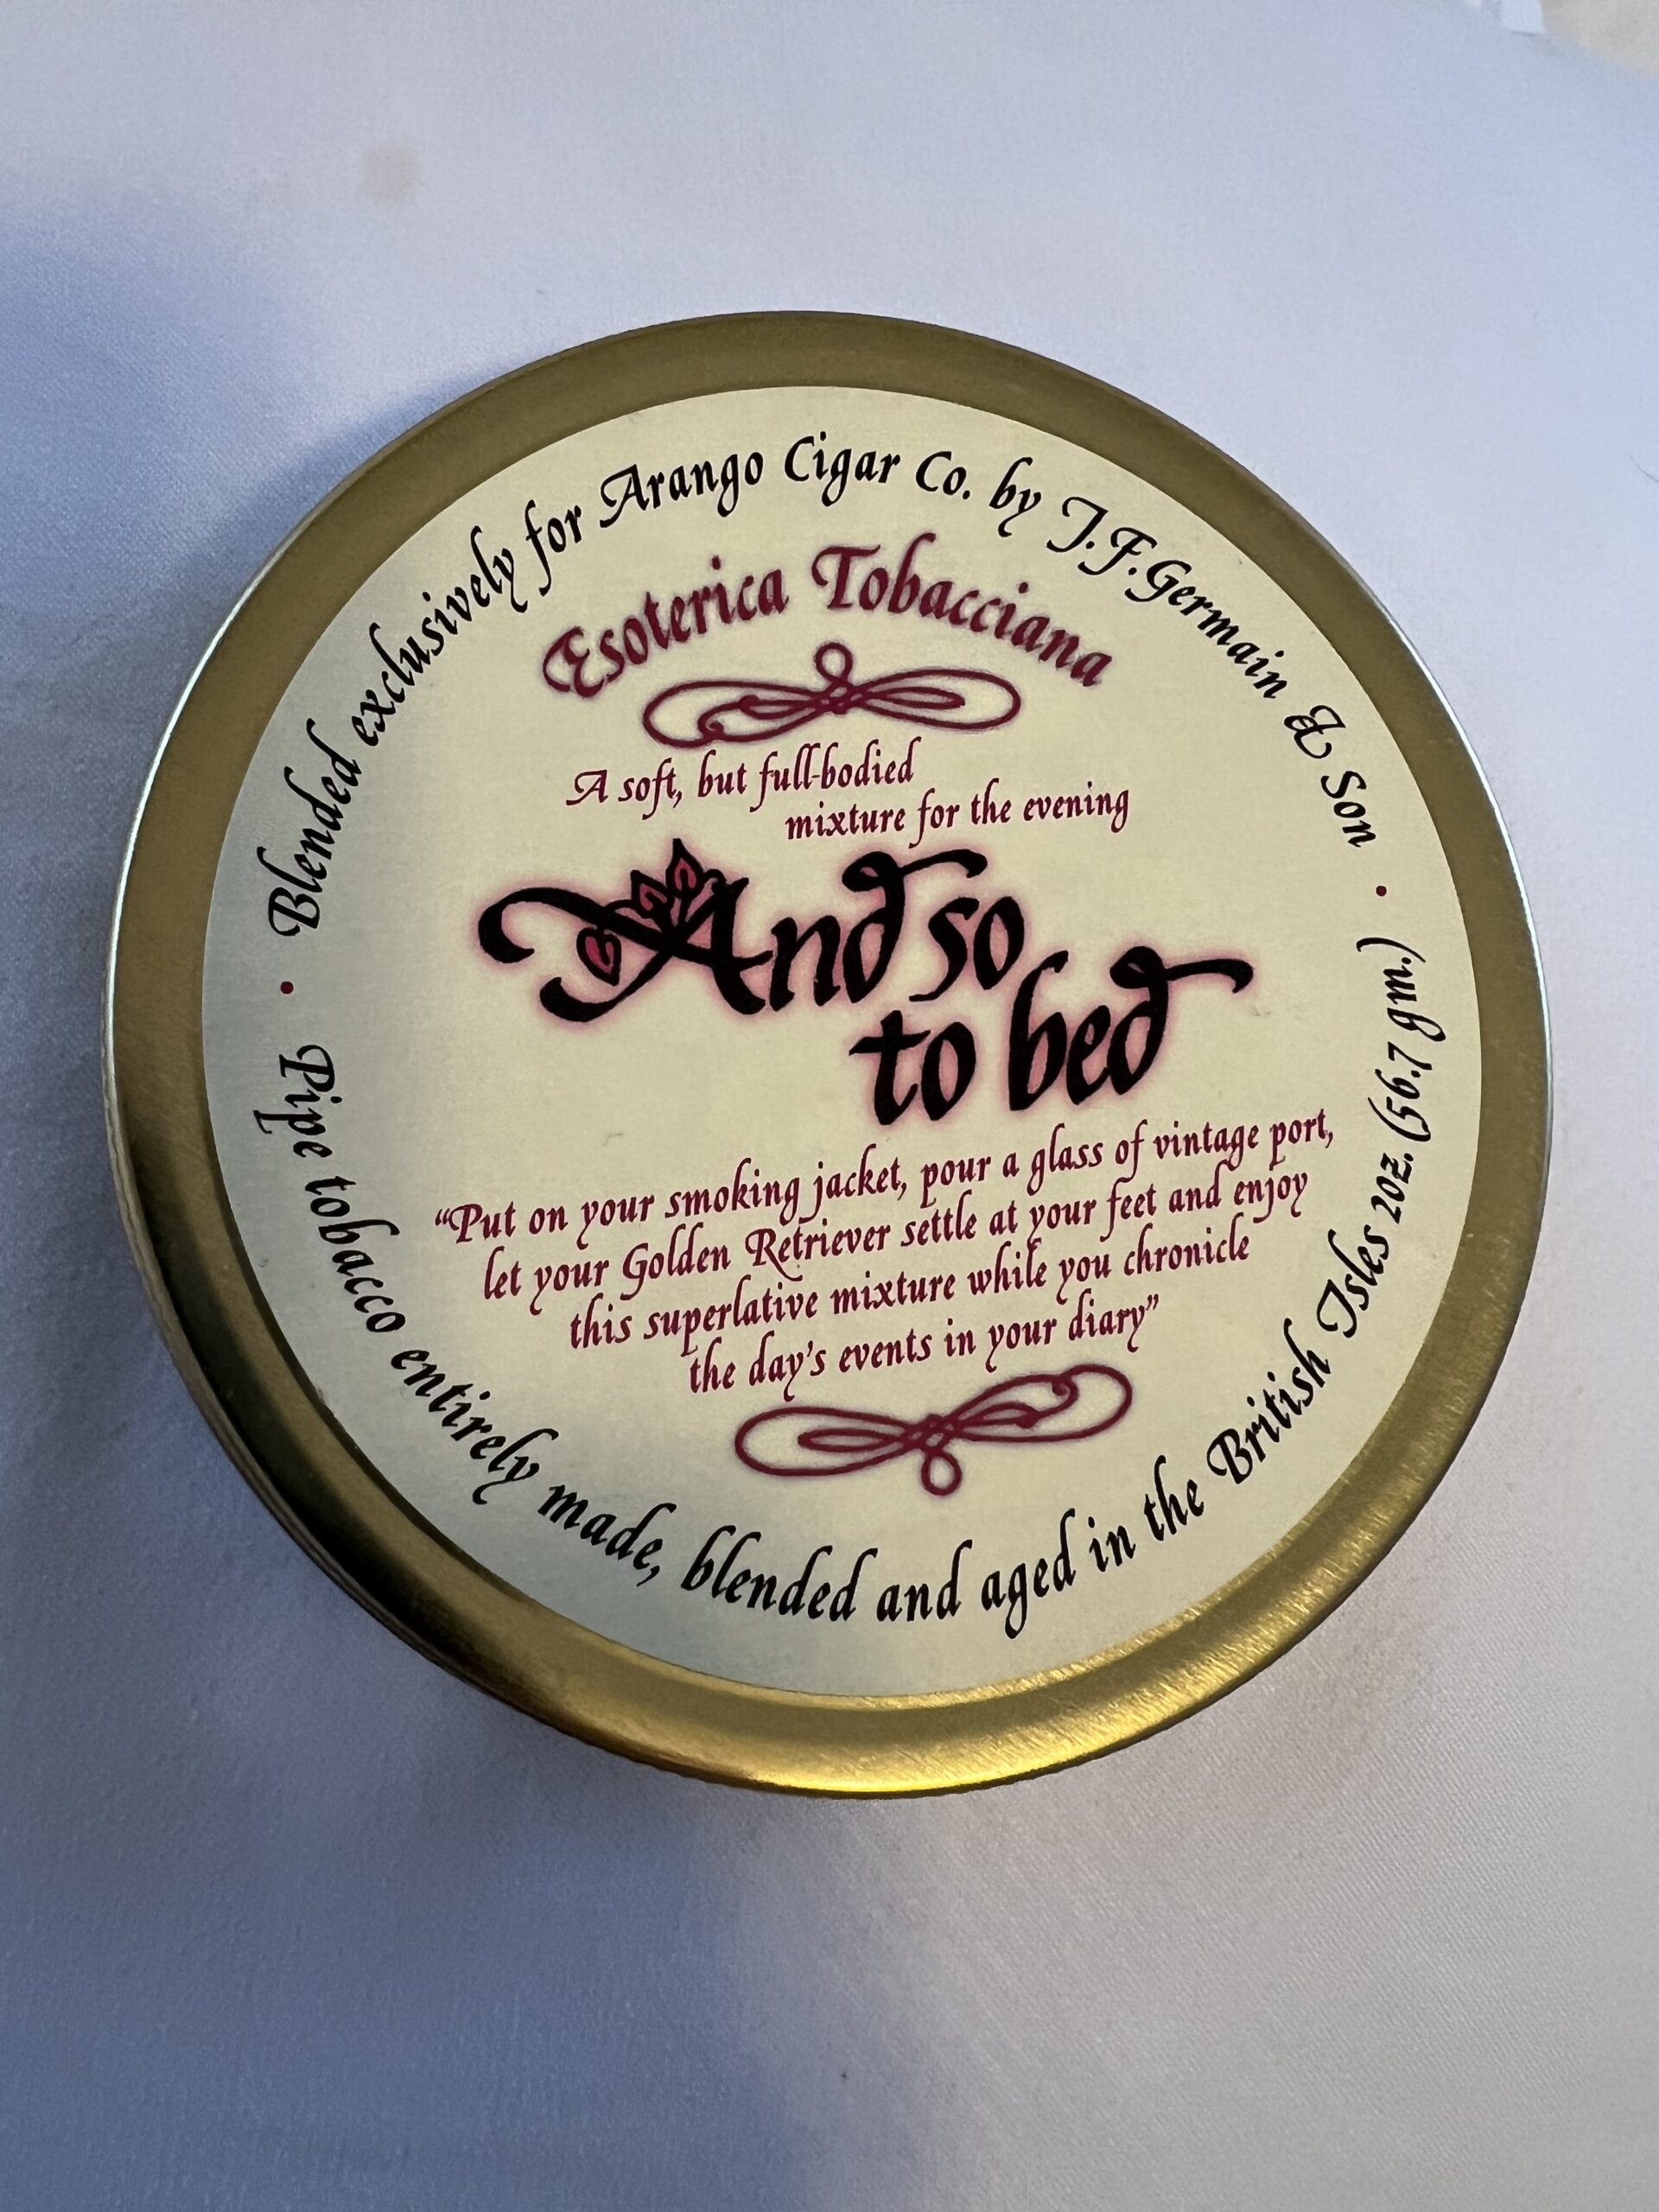 • Blended exclusively for Arango Cigar Co. by J.F.Germain & Son •
Esoterica Tobacciana
A soft, but full-bodied
mixture for the evening
And so
to bed
“Put on your smoking jacket, pour a glass of vintage port,
let your Golden Retriever settle at your feet and enjoy
this superlative mixture while you chronicle
the day's events in your diary”
Pipe tobacco entirely made, blended and aged in the British Isles 2oz. (56.7 gm.)